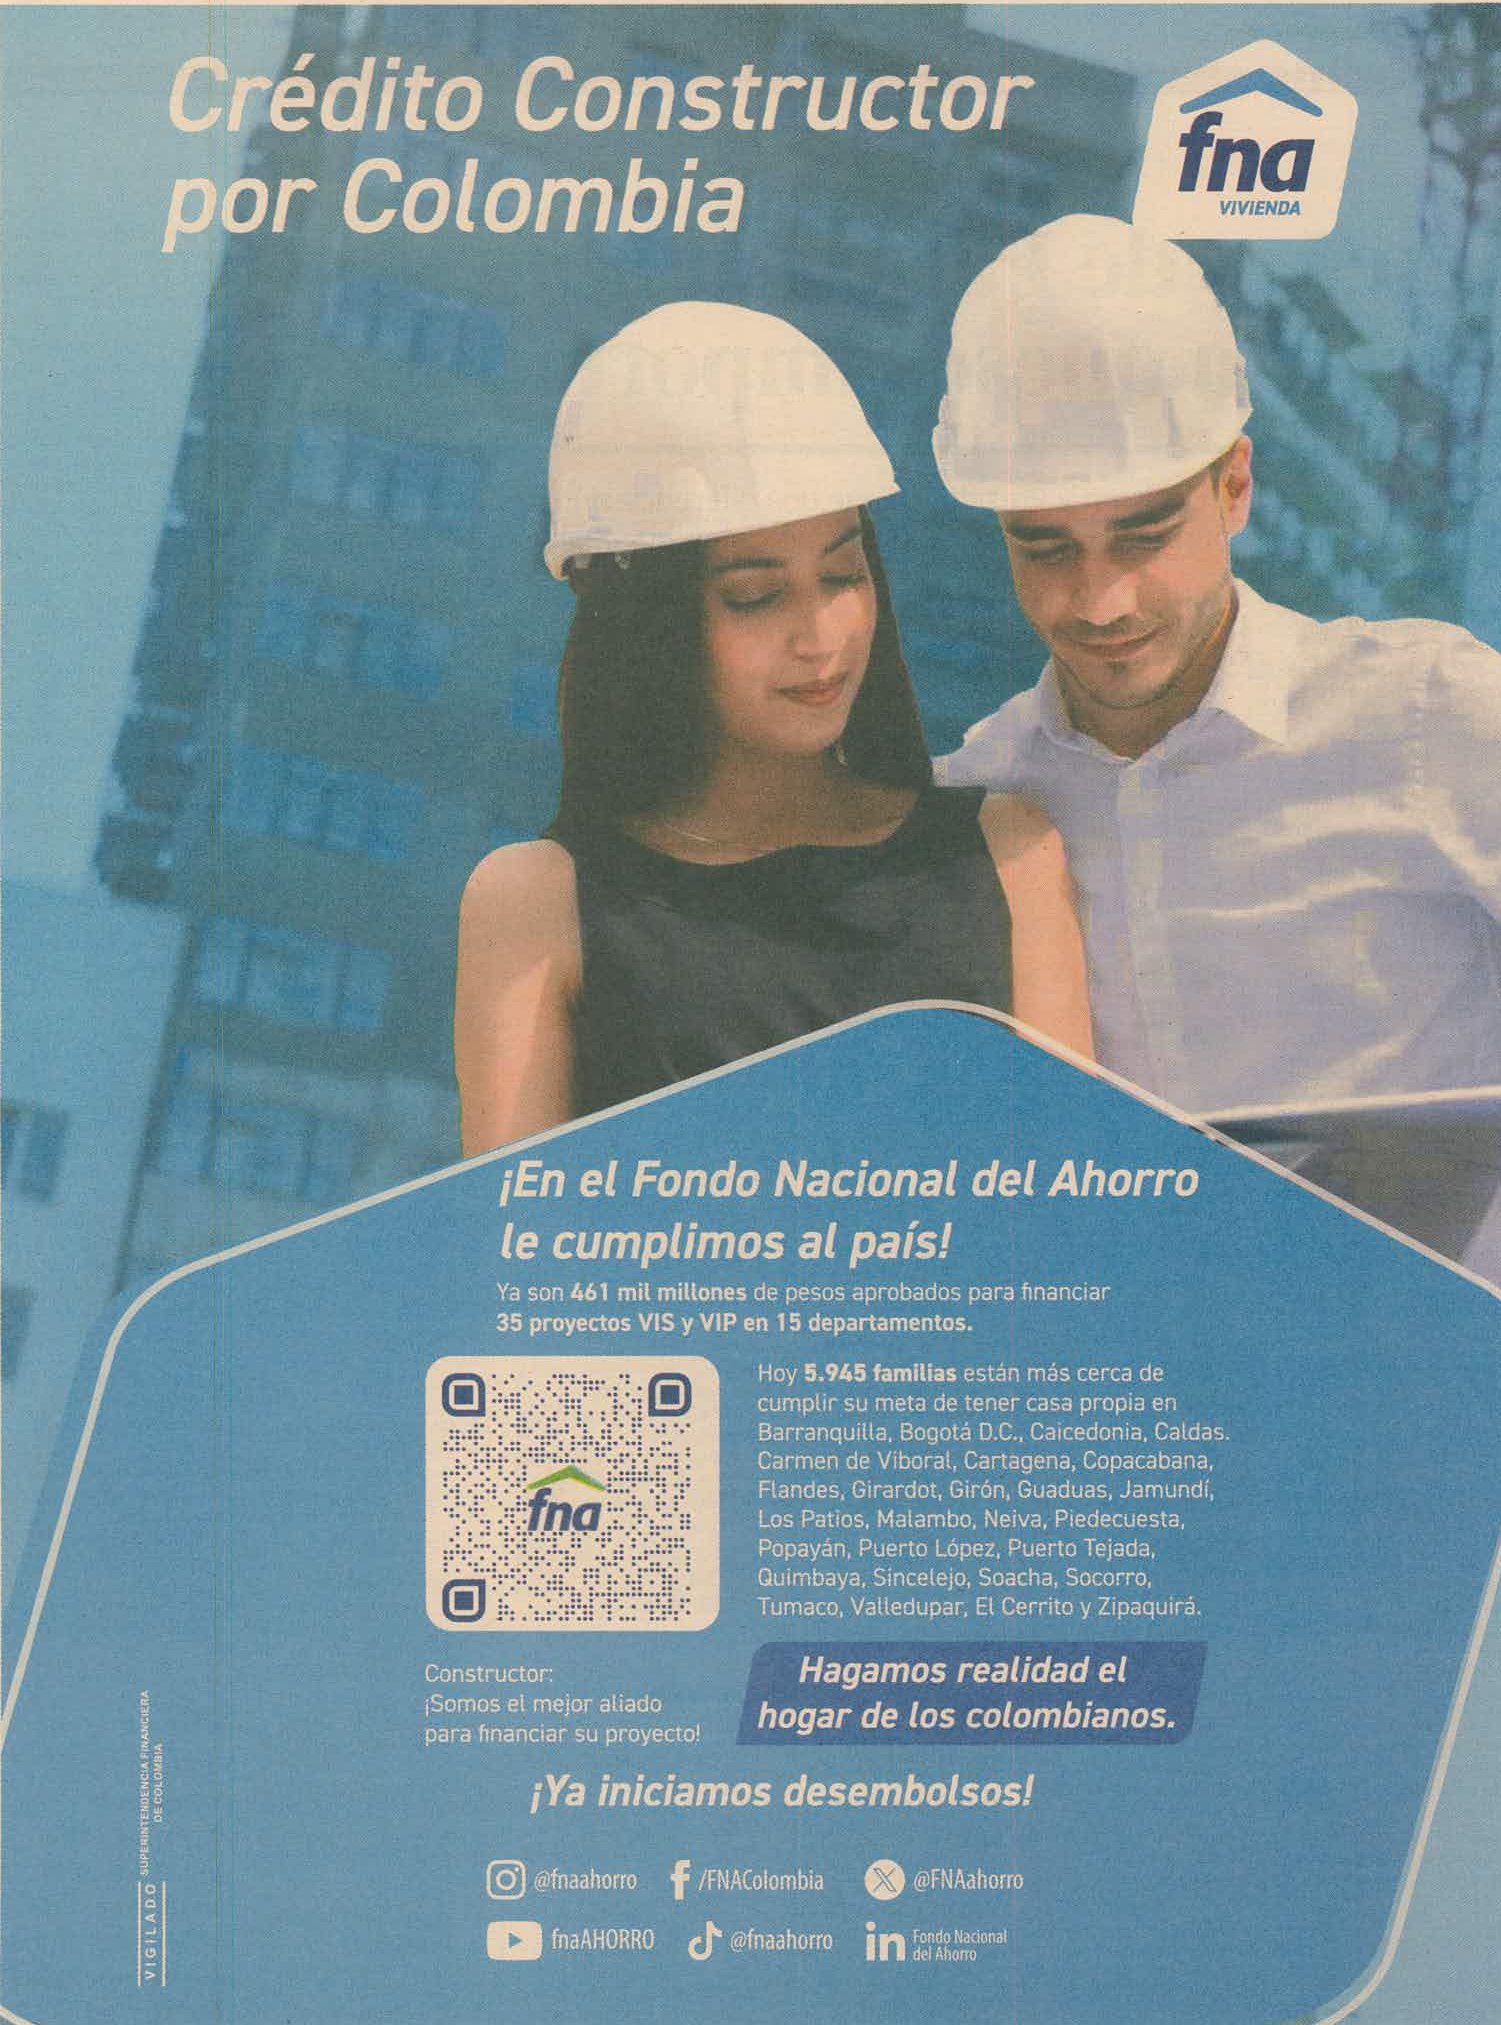 Crédito Constructor
por Colombia
fna
VIVIENDA
¡En el Fondo Nacional del Ahorro
le cumplimos al país!
Ya son 461 mil millones de pesos aprobados para financiar
35 proyectos VIS y VIP en 15 departamentos.
fna
Hoy 5.945 familias están más cerca de
cumplir su meta de tener casa propia en
Barranquilla, Bogotá D.C., Caicedonia, Caldas.
Carmen de Viboral, Cartagena, Copacabana,
Flandes, Girardot, Girón, Guaduas, Jamundí,
Los Patios, Malambo, Neiva, Piedecuesta,
Popayán, Puerto López, Puerto Tejada,
Quimbaya, Sincelejo, Soacha, Socorro,
Tumaco, Valledupar, El Cerrito y Zipaquirá.
Constructor:
¡Somos el mejor aliado
para financiar su proyecto!
Hagamos realidad el
hogar de los colombianos.
¡Ya iniciamos desembolsos!
@fnaahorro
/FNAColombia
@FNAahorro
fnaAHORRO
@fnaahorro
in Fondo Nacional
del Ahorro
VIGILADO SUPERINTENDENCIA FINANCIERA
DE COLOMBIA